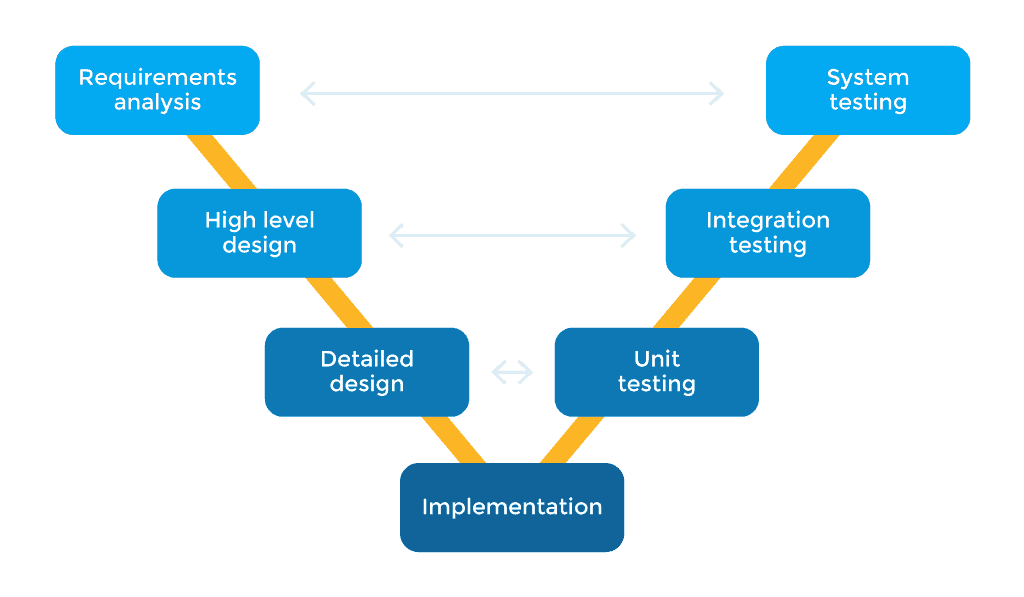 Requirements
analysis
System
testing
High level
design
Integration
testing
Detailed
design
Unit
testing
Implementation